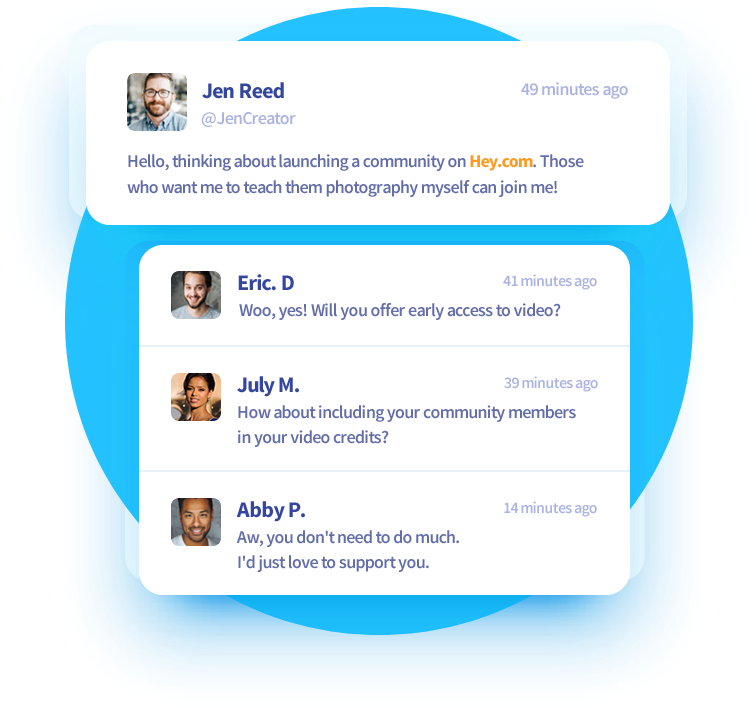 Jen Reed
49 minutes ago
@JenCreator
Hello, thinking about launching a community on Hey.com. Those
who want me to teach them photography myself can join me!
Eric. D
41 minutes ago
Woo, yes! Will you offer early access to video?
July M.
39 minutes ago
How about including your community members
in your video credits?
Abby P.
14 minutes ago
Aw, you don't need to do much.
I'd just love to support you.